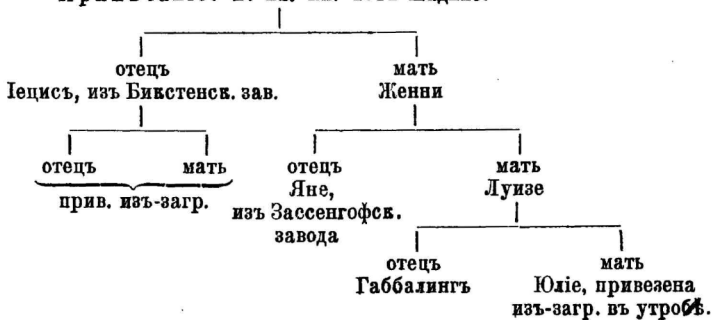 отецъ мать
Іецисъ, изъ Бикстенск. зав. Женни
отецъ мать отецъ мать
прив. изъ-загр. Яне, Луизе
изъ Зассенгофск.
завода
отецъ мать
Габбалингъ Юліе, привезена
изъ-загр. въ утробѣ.